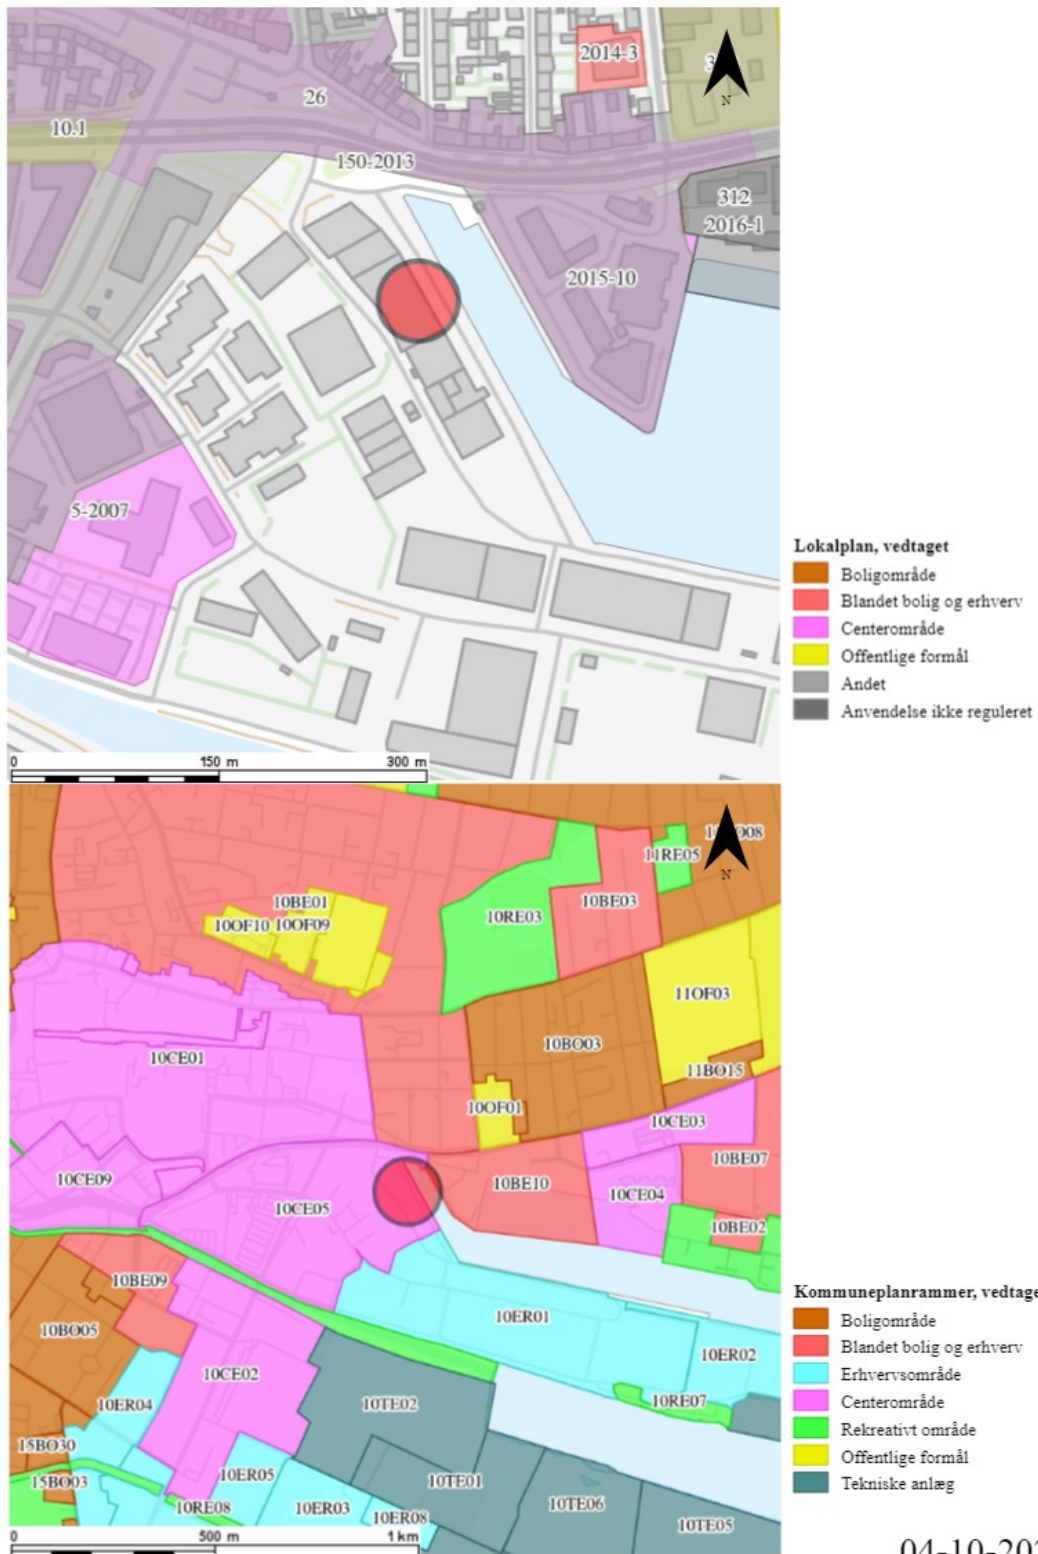 2014-3
26
10.1
150-2013
312
2016-1
2015-10
5-2007
N
0 150 m 300 m
Lokalplan, vedtaget
Boligområde
Blandet bolig og erhverv
Centerområde
Offentlige formål
Andet
Anvendelse ikke reguleret
N
11RE05
10BE01
10BE03
10RE03
10OF10
10OF09
11OF03
10BO03
10CE01
11BO15
10OF01
10CE03
10BE07
10CE09
10BE10
10CE04
10CE05
10BE02
10BE09
10ER01
10BO05
10ER02
10CE02
10RE07
10ER04
10TE02
15BO30
15BO03
10ER05
10TE01
10RE08
10ER03
10TE06
10ER08
10TE05
0 500 m 1 km
Kommuneplanrammer, vedtage
Boligområde
Blandet bolig og erhverv
Erhvervsområde
Centerområde
Rekreativt område
Offentlige formål
Tekniske anlæg